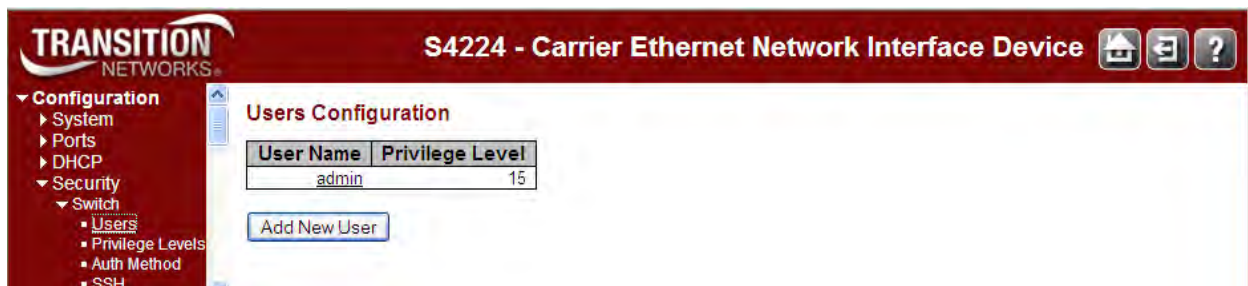 TRANSITION
NETWORKS®
S4224 - Carrier Ethernet Network Interface Device
?
Configuration
System
Ports
DHCP
Security
Switch
Users
Privilege Levels
Auth Method
SSH
Users Configuration
User Name Privilege Level
admin 15
Add New User